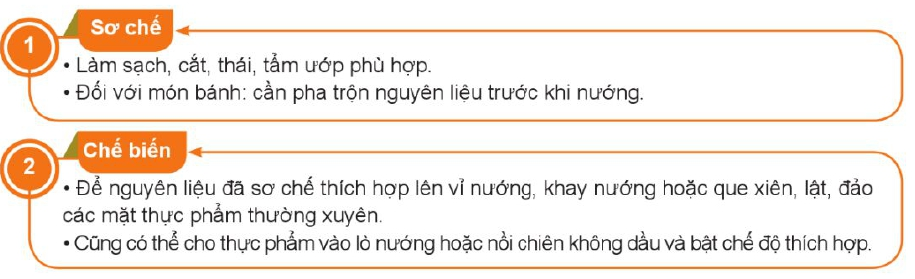 1
Sơ chế
• Làm sạch, cắt, thái, tẩm ướp phù hợp.
• Đối với món bánh: cần pha trộn nguyên liệu trước khi nướng.
2
Chế biến
• Để nguyên liệu đã sơ chế thích hợp lên vỉ nướng, khay nướng hoặc que xiên, lật, đảo
các mặt thực phẩm thường xuyên.
• Cũng có thể cho thực phẩm vào lò nướng hoặc nồi chiên không dầu và bật chế độ thích hợp.